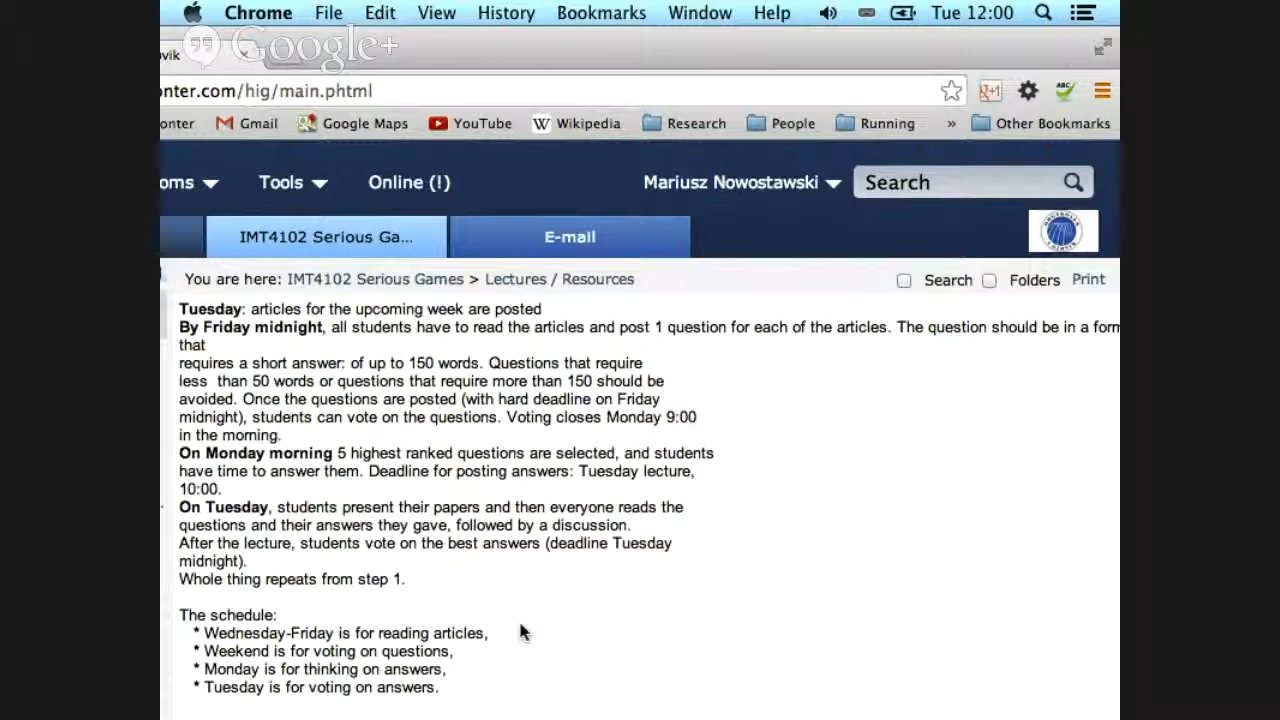 Chrome File Edit View History Bookmarks Window Help Tue 12:00
Google+
ovik
onter.com/hig/main.phtml
onter Gmail Google Maps YouTube W Wikipedia Research People Running » Other Bookmarks
oms Tools Online (!) Mariusz Nowostawski Search
IMT4102 Serious Ga... E-mail
You are here: IMT4102 Serious Games > Lectures / Resources Search Folders Print
Tuesday: articles for the upcoming week are posted
By Friday midnight, all students have to read the articles and post 1 question for each of the articles. The question should be in a form
that
requires a short answer: of up to 150 words. Questions that require
less than 50 words or questions that require more than 150 should be
avoided. Once the questions are posted (with hard deadline on Friday
midnight), students can vote on the questions. Voting closes Monday 9:00
in the morning.
On Monday morning 5 highest ranked questions are selected, and students
have time to answer them. Deadline for posting answers: Tuesday lecture,
10:00.
On Tuesday, students present their papers and then everyone reads the
questions and their answers they gave, followed by a discussion.
After the lecture, students vote on the best answers (deadline Tuesday
midnight).
Whole thing repeats from step 1.
The schedule:
* Wednesday-Friday is for reading articles,
* Weekend is for voting on questions,
* Monday is for thinking on answers,
* Tuesday is for voting on answers.